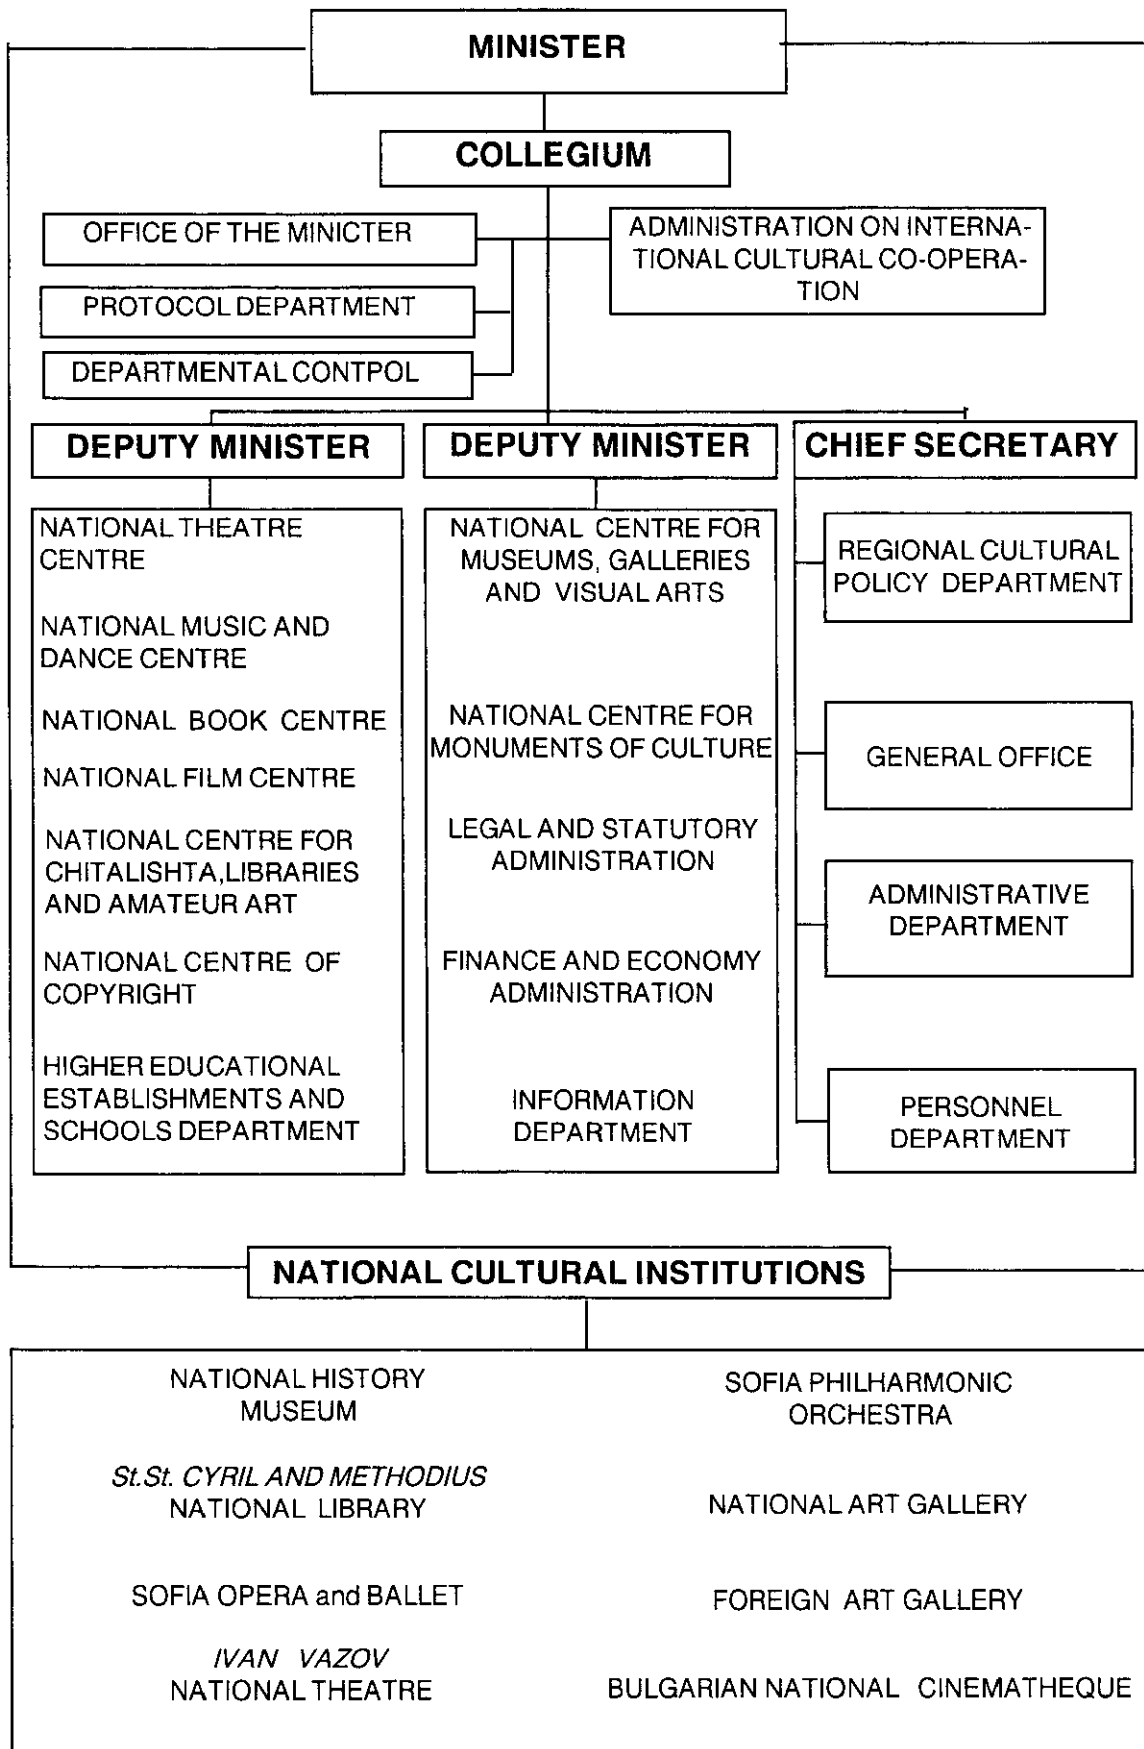 MINISTER
COLLEGIUM
OFFICE OF THE MINICTER
ADMINISTRATION ON INTERNA-
TIONAL CULTURAL CO-OPERA-
TION
PROTOCOL DEPARTMENT
DEPARTMENTAL CONTPOL
DEPUTY MINISTER
NATIONAL THEATRE
CENTRE
NATIONAL MUSIC AND
DANCE CENTRE
NATIONAL BOOK CENTRE
NATIONAL FILM CENTRE
NATIONAL CENTRE FOR
CHITALISHTA,LIBRARIES
AND AMATEUR ART
NATIONAL CENTRE OF
COPYRIGHT
HIGHER EDUCATIONAL
ESTABLISHMENTS AND
SCHOOLS DEPARTMENT
DEPUTY MINISTER
NATIONAL CENTRE FOR
MUSEUMS, GALLERIES
AND VISUAL ARTS
NATIONAL CENTRE FOR
MONUMENTS OF CULTURE
LEGAL AND STATUTORY
ADMINISTRATION
FINANCE AND ECONOMY
ADMINISTRATION
INFORMATION
DEPARTMENT
CHIEF SECRETARY
REGIONAL CULTURAL
POLICY DEPARTMENT
GENERAL OFFICE
ADMINISTRATIVE
DEPARTMENT
PERSONNEL
DEPARTMENT
NATIONAL CULTURAL INSTITUTIONS
NATIONAL HISTORY
MUSEUM
St.St. CYRIL AND METHODIUS
NATIONAL LIBRARY
SOFIA OPERA and BALLET
IVAN VAZOV
NATIONAL THEATRE
SOFIA PHILHARMONIC
ORCHESTRA
NATIONAL ART GALLERY
FOREIGN ART GALLERY
BULGARIAN NATIONAL CINEMATHEQUE